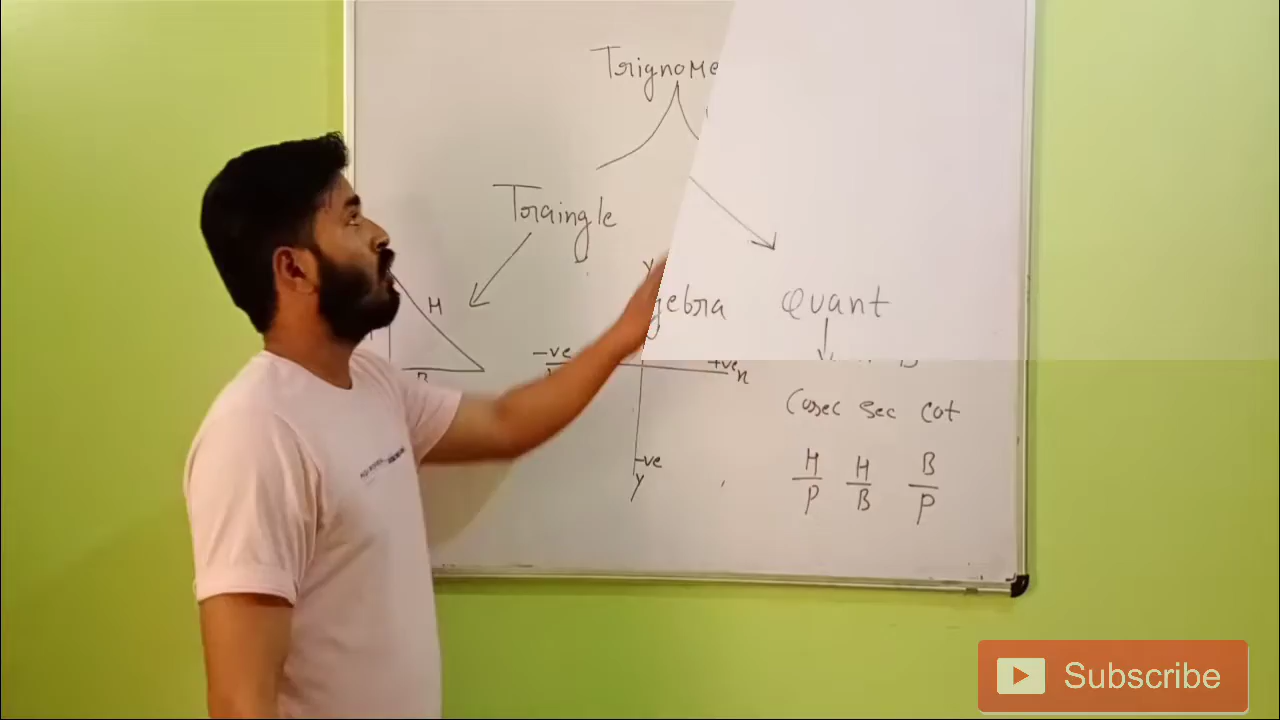 Trignome
Traingle
gebra Quant
H
-ve
+ve x
Cosec Sec Cot
H H B
P B P
-ve
y
Subscribe